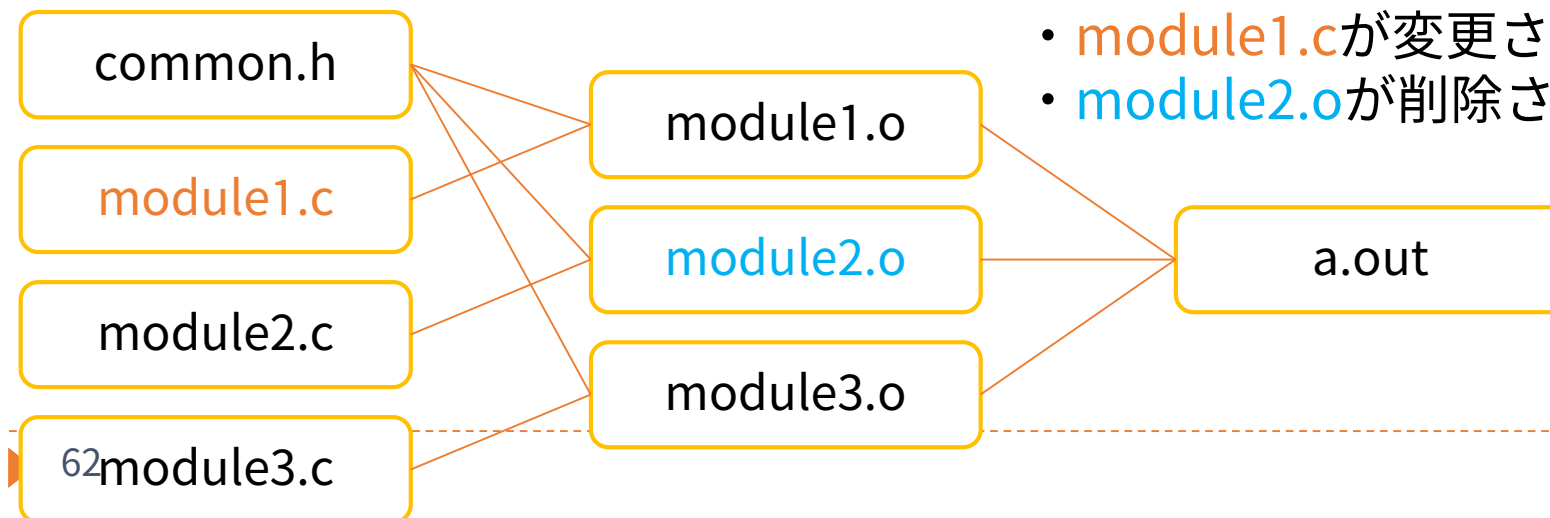 common.h
module1.c
module2.c
62
module3.c
module1.o
module2.o
module3.o
・module1.cが変更さ
・module2.oが削除さ
a.out